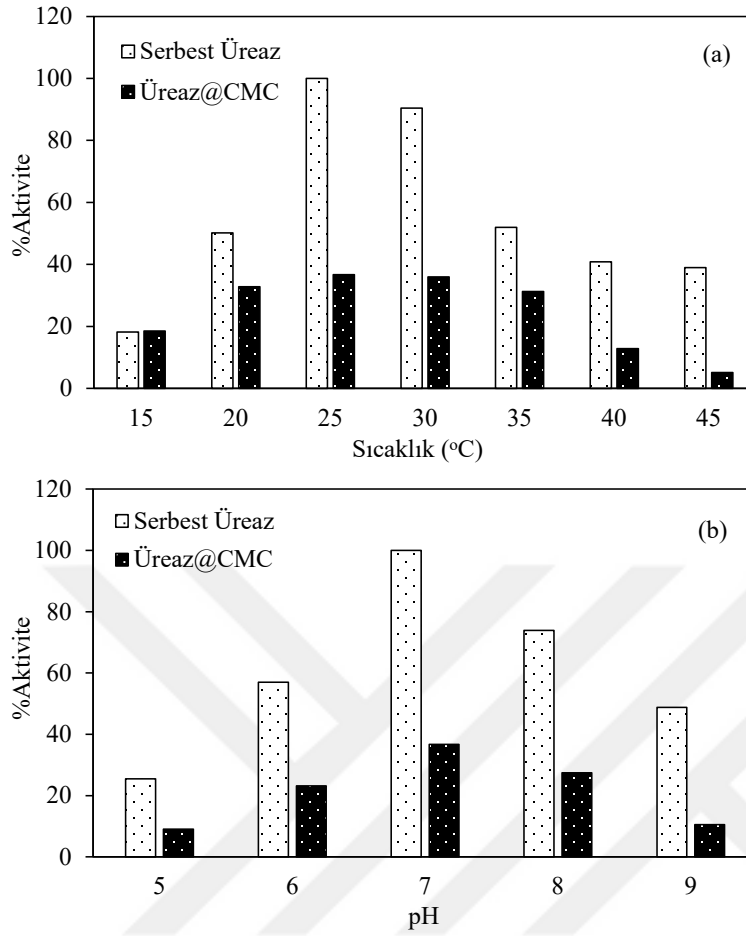 120
(a)
Serbest Üreaz
100
Üreaz@CMC
80
60
40
20
0
%Aktivite
15 20 25 30 35 40 45
Sıcaklık (°C)
120
(b)
Serbest Üreaz
100
Üreaz@CMC
80
60
40
20
0
%Aktivite
5 6 7 8 9
pH